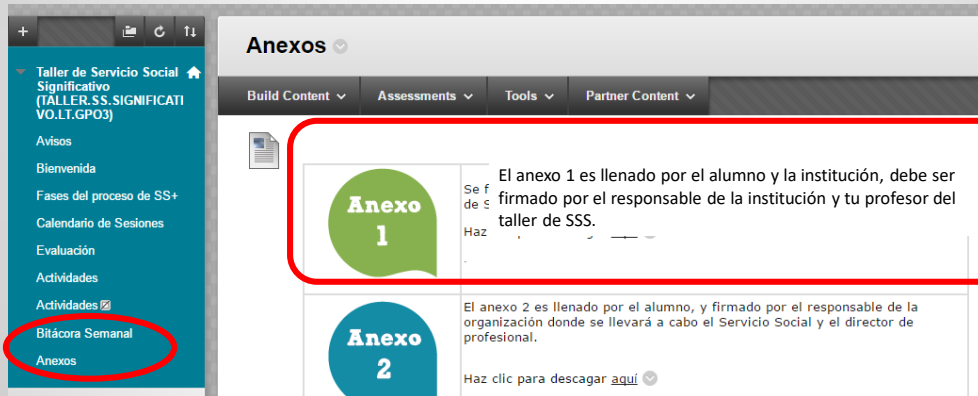 Taller de Servicio Social
Significativo
(TALLER.SS.SIGNIFICATI
VO.LT.GPO3)
Avisos
Bienvenida
Fases del proceso de SS+
Calendario de Sesiones
Evaluación
Actividades
Actividades
Bitácora Semanal
Anexos
Anexos
Build Content
Assessments
Tools
Partner Content
Anexo
1
Se f
de S
Haz
El anexo 1 es llenado por el alumno y la institución, debe ser
firmado por el responsable de la institución y tu profesor del
taller de SSS.
aquí
Anexo
2
El anexo 2 es llenado por el alumno, y firmado por el responsable de la
organización donde se llevará a cabo el Servicio Social y el director de
profesional.
Haz clic para descagar aquí